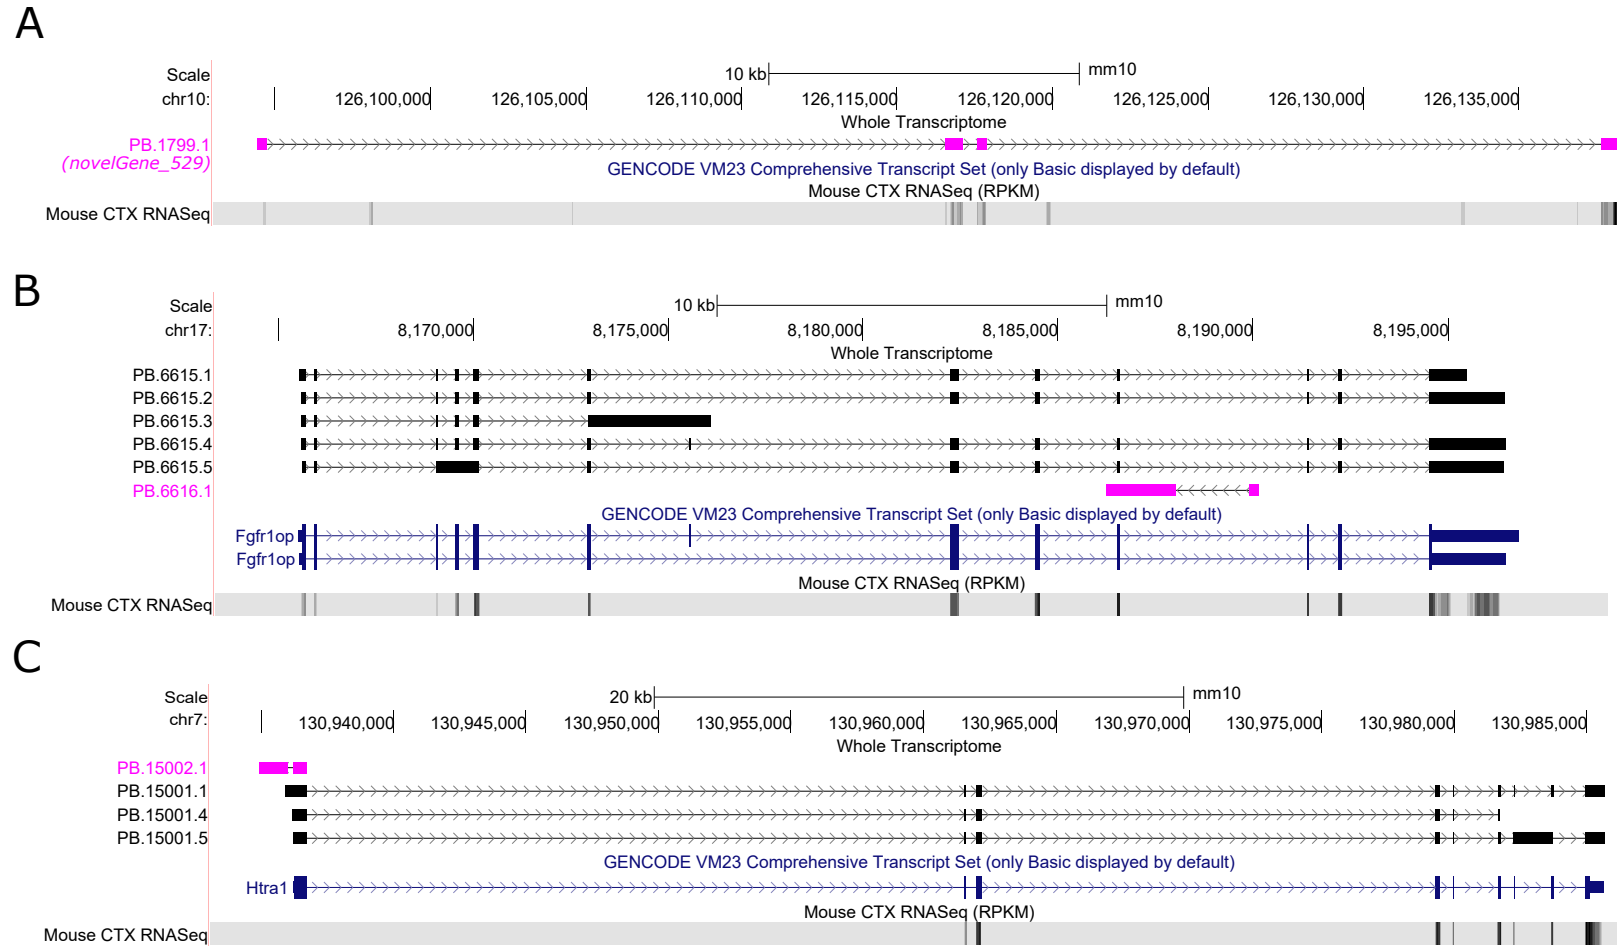 A
Scale 10 kb mm10
chr10: 126,100,000 126,105,000 126,110,000 126,115,000 126,120,000 126,125,000 126,130,000 126,135,000
Whole Transcriptome
PB.1799.1
(novelGene_529)
GENCODE VM23 Comprehensive Transcript Set (only Basic displayed by default)
Mouse CTX RNASeq (RPKM)
Mouse CTX RNASeq
B
Scale 10 kb mm10
chr17: 8,170,000 8,175,000 8,180,000 8,185,000 8,190,000 8,195,000
Whole Transcriptome
PB.6615.1
PB.6615.2
PB.6615.3
PB.6615.4
PB.6615.5
PB.6616.1
GENCODE VM23 Comprehensive Transcript Set (only Basic displayed by default)
Fgfr1op
Fgfr1op
Mouse CTX RNASeq (RPKM)
Mouse CTX RNASeq
C
Scale 20 kb mm10
chr7: 130,940,000 130,945,000 130,950,000 130,955,000 130,960,000 130,965,000 130,970,000 130,975,000 130,980,000 130,985,000
Whole Transcriptome
PB.15002.1
PB.15001.1
PB.15001.4
PB.15001.5
GENCODE VM23 Comprehensive Transcript Set (only Basic displayed by default)
Htra1
Mouse CTX RNASeq (RPKM)
Mouse CTX RNASeq